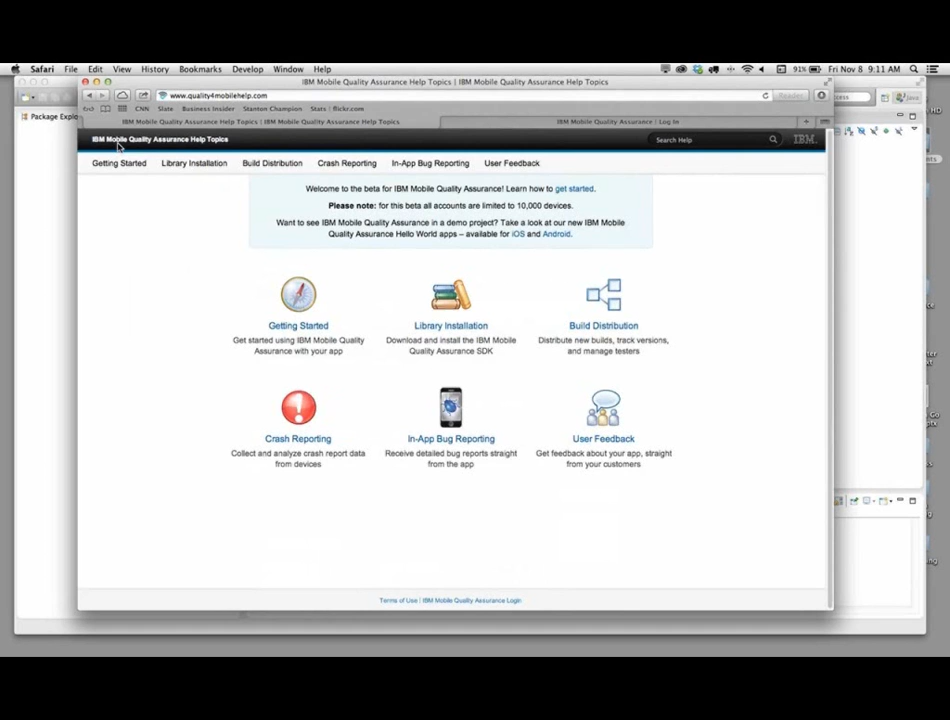 Safari File Edit View History Bookmarks Develop Window Help 91% Fri Nov 8 9:11 AM
IBM Mobile Quality Assurance Help Topics | IBM Mobile Quality Assurance Help Topics
www.quality4mobilehelp.com Reader
CNN Slate Business Insider Stanton Champion Stats | flickr.com
IBM Mobile Quality Assurance Help Topics | IBM Mobile Quality Assurance Help Topics IBM Mobile Quality Assurance | Log In
Package Explo
Java
IBM Mobile Quality Assurance Help Topics Search Help IBM
Getting Started Library Installation Build Distribution Crash Reporting In-App Bug Reporting User Feedback
Welcome to the beta for IBM Mobile Quality Assurance! Learn how to get started.
Please note: for this beta all accounts are limited to 10,000 devices.
Want to see IBM Mobile Quality Assurance in a demo project? Take a look at our new IBM Mobile
Quality Assurance Hello World apps – available for iOS and Android.
Getting Started
Get started using IBM Mobile Quality
Assurance with your app
Library Installation
Download and install the IBM Mobile
Quality Assurance SDK
Build Distribution
Distribute new builds, track versions,
and manage testers
Crash Reporting
Collect and analyze crash report data
from devices
In-App Bug Reporting
Receive detailed bug reports straight
from the app
User Feedback
Get feedback about your app, straight
from your customers
Terms of Use | IBM Mobile Quality Assurance Login